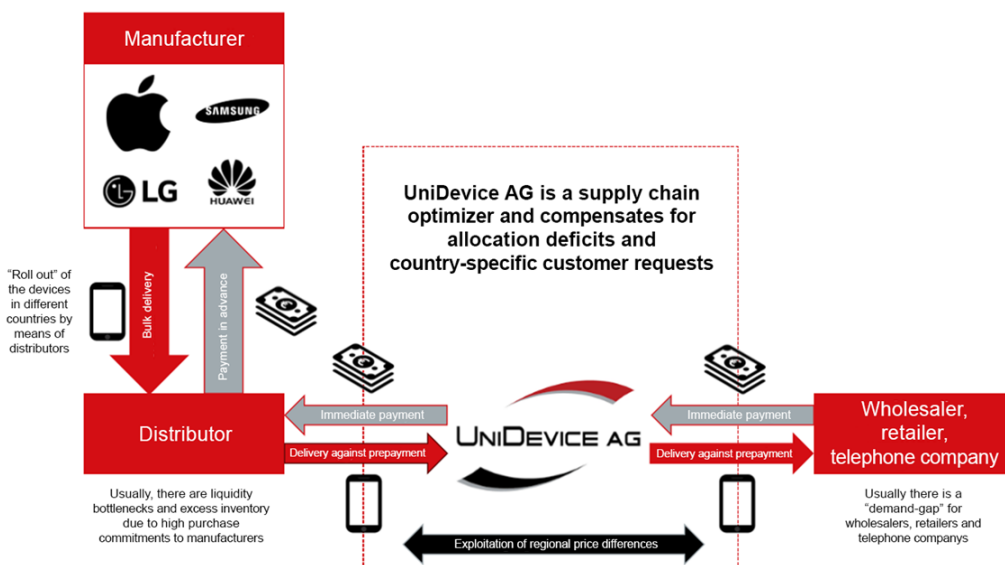 Manufacturer
SAMSUNG
LG
HUAWEI
UniDevice AG is a supply chain
optimizer and compensates for
allocation deficits and
country-specific customer requests
"Roll out" of
the devices
in different
countries by
means of
distributors
Bulk delivery
Payment in advance
Distributor
Immediate payment
Delivery against prepayment
UNIDEVICE AG
Immediate payment
Delivery against prepayment
Wholesaler,
retailer,
telephone company
Usually, there are liquidity
bottlenecks and excess inventory
due to high purchase
commitments to manufacturers
Exploitation of regional price differences
Usually there is a
"demand-gap" for
wholesalers, retailers and
telephone companys